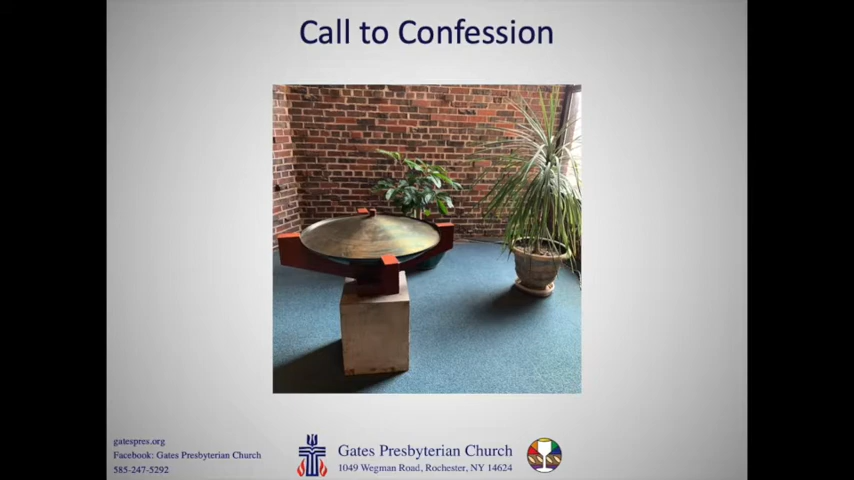 Call to Confession
gatespres.org
Facebook: Gates Presbyterian Church
585-247-5292
Gates Presbyterian Church
1049 Wegman Road, Rochester, NY 14624